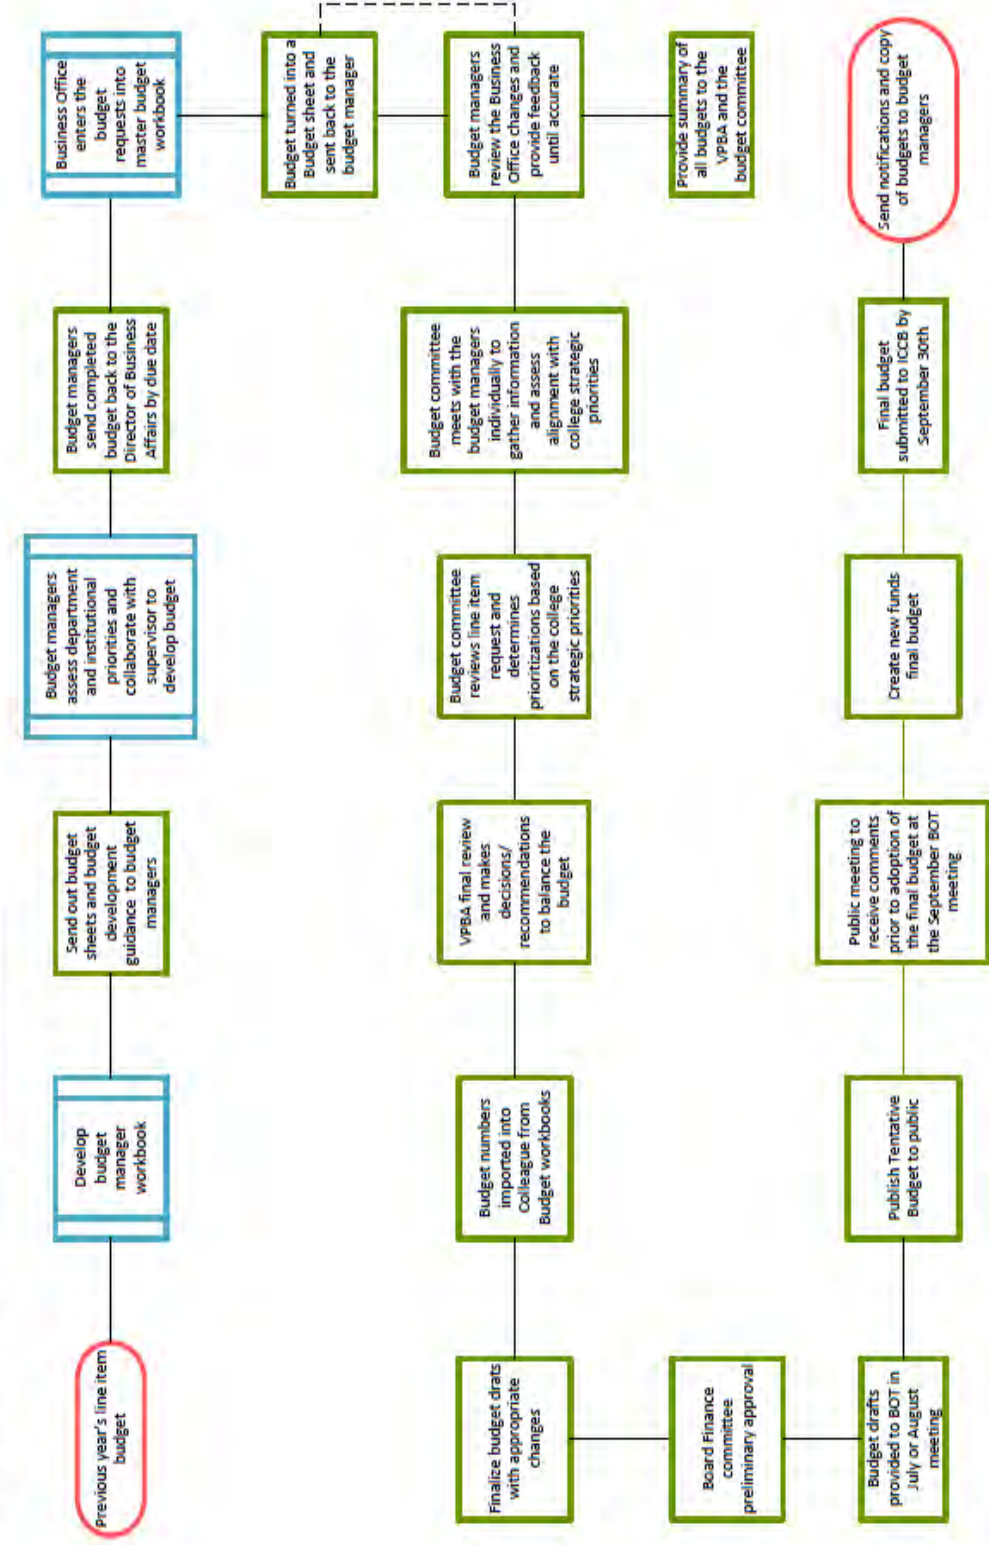 Previous year's line item
budget
Develop
budget
manager
workbook
Send out budget
sheets and budget
development
guidance to budget
managers
Budget managers
assess department
and institutional
priorities and
collaborate with
supervisor to
develop budget
Budget managers
send completed
budget back to the
Director of Business
Affairs by due date
Business Office
enters the
budget
requests into
master budget
workbook
Budget turned into a
Budget sheet and
sent back to the
budget manager
Budget managers
review the Business
Office changes and
provide feedback
until accurate
Provide summary of
all budgets to the
VPBA and the
budget committee
Budget committee
meets with the
budget managers
individually to
gather information
and assess
alignment with
college strategic
priorities
Budget committee
reviews line item
request and
determines
prioritizations based
on the college
strategic priorities
VPBA final review
and makes
decisions/
recommendations
to balance the
budget
Budget numbers
imported into
Colleague from
Budget workbooks
Finalize budget drats
with appropriate
changes
Board Finance
committee
preliminary approval
Budget drafts
provided to BOT in
July or August
meeting
Publish Tentative
Budget to public
Public meeting to
receive comments
prior to adoption of
the final budget at
the September BOT
meeting
Create new funds
final budget
Final budget
submitted to ICCB by
September 30th
Send notifications and copy
of budgets to budget
managers